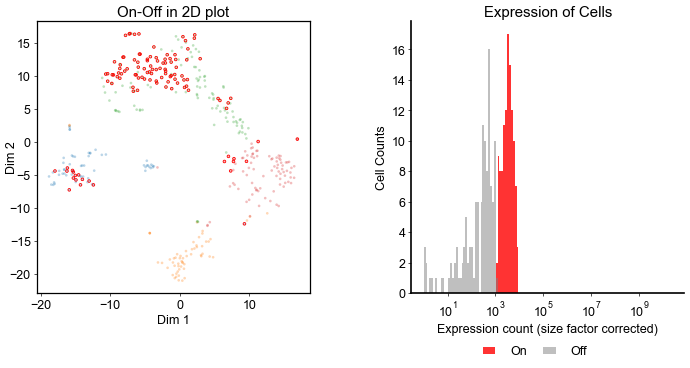 On-Off in 2D plot
15
10
5
0
−5
−10
−15
−20
Dim 2
−20 −10 0 10
Dim 1
Expression of Cells
16
14
12
10
8
6
4
2
0
Cell Counts
10^1 10^3 10^5 10^7 10^9
Expression count (size factor corrected)
On Off